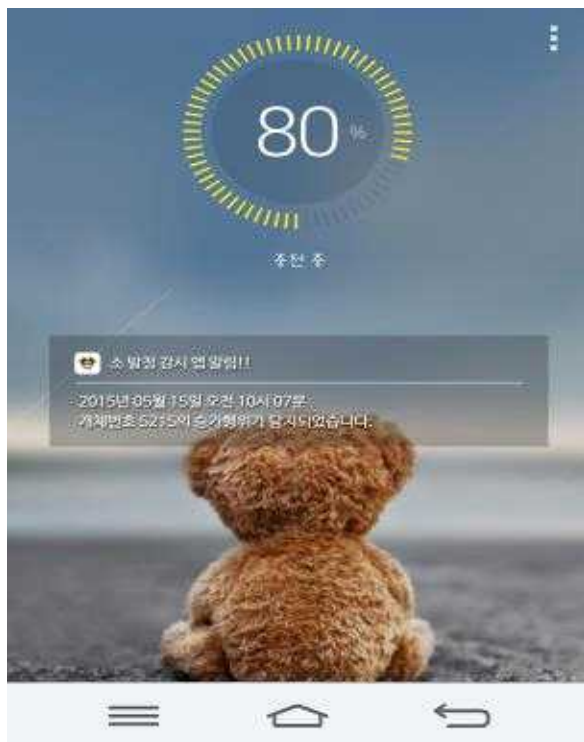 80 %
충전 중
소 발정 감시 앱 알림!!
2015년 05월 15일 오전 10시 07분
개체번호 5215의 승가행위가 탐지되었습니다.